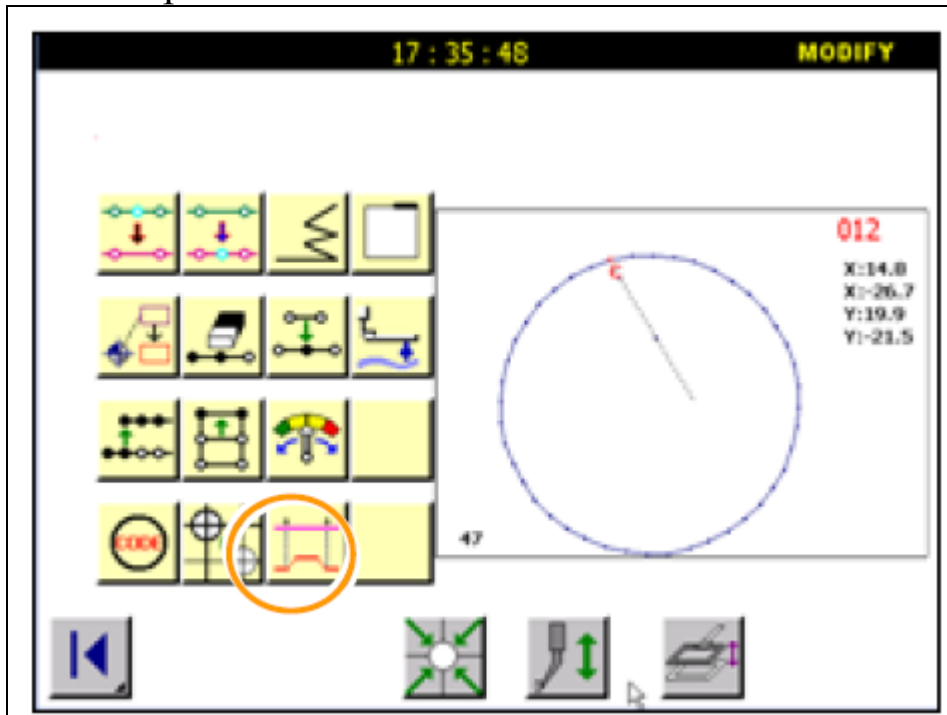 17 : 35 : 48 MODIFY
012
X:14.8
X:-26.7
Y:19.9
Y:-21.5
CODE
47